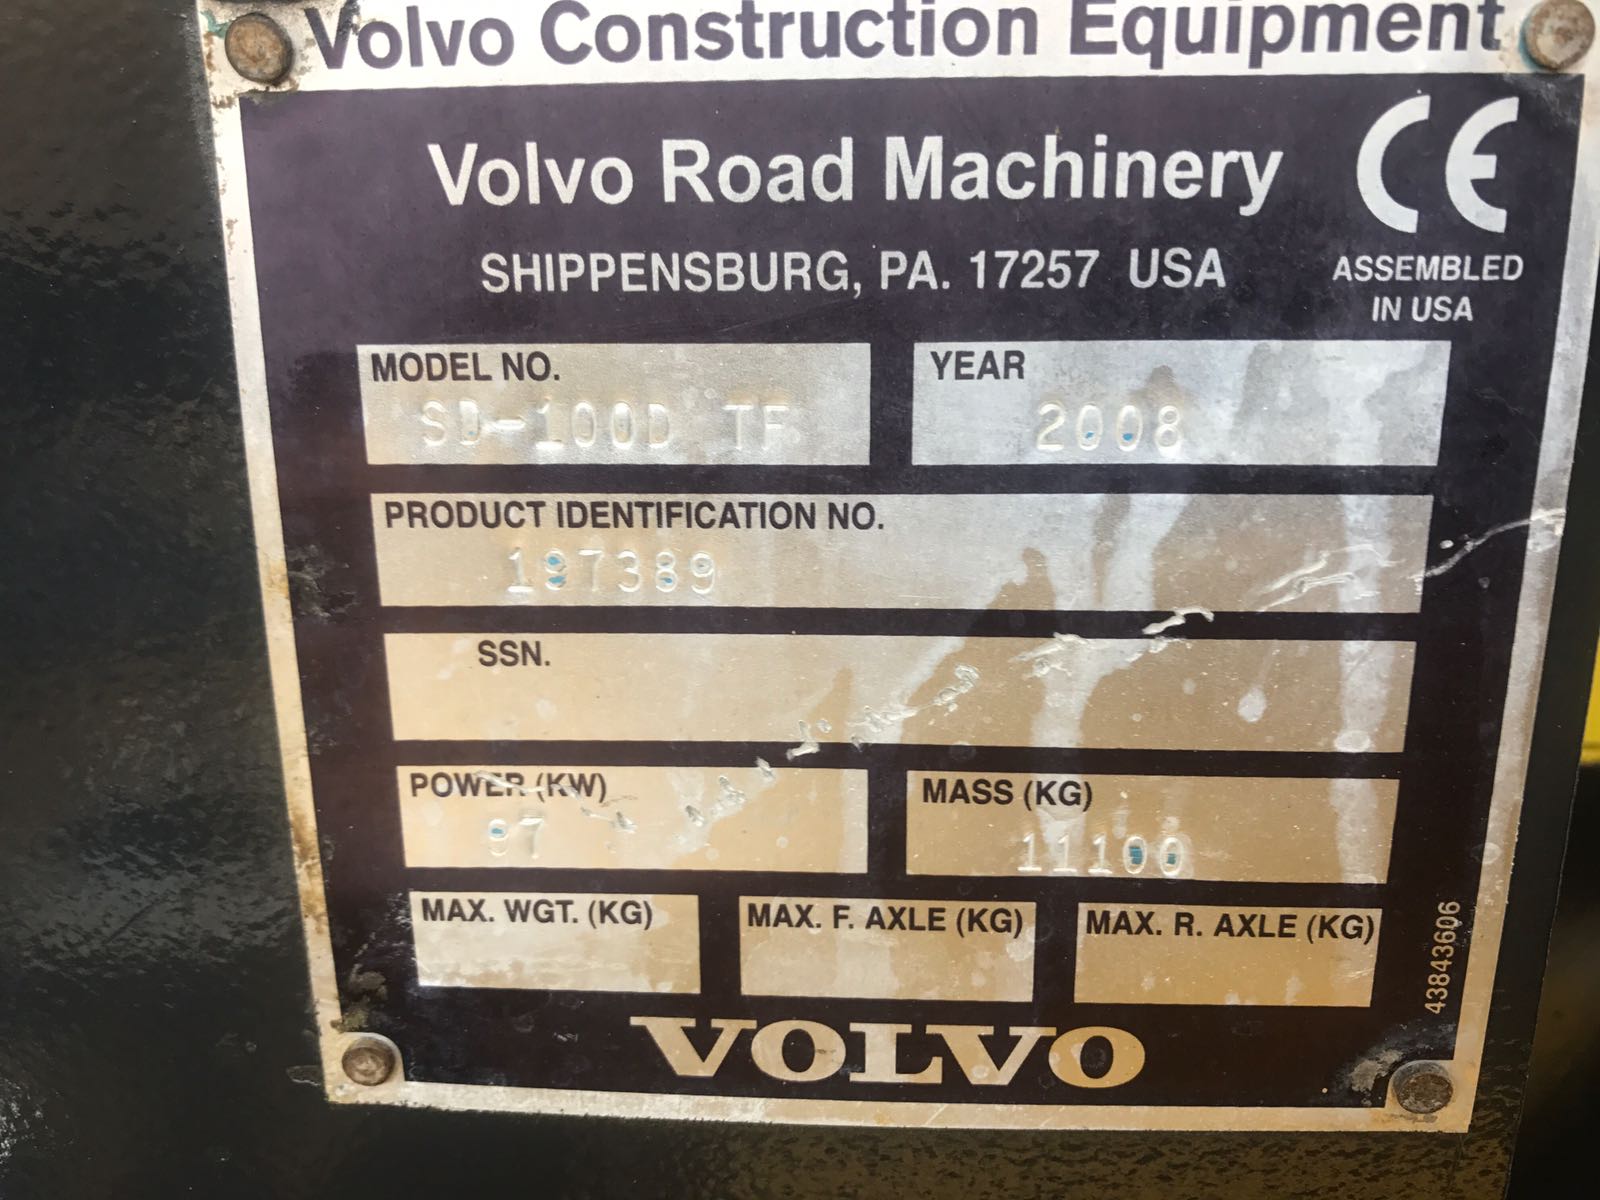 Volvo Construction Equipment
Volvo Road Machinery
CE
SHIPPENSBURG, PA. 17257 USA
ASSEMBLED
IN USA
MODEL NO.
SD-100D TF
YEAR
2008
PRODUCT IDENTIFICATION NO.
197389
SSN.
POWER (KW)
97
MASS (KG)
11100
MAX. WGT. (KG)
MAX. F. AXLE (KG)
MAX. R. AXLE (KG)
43843606
VOLVO